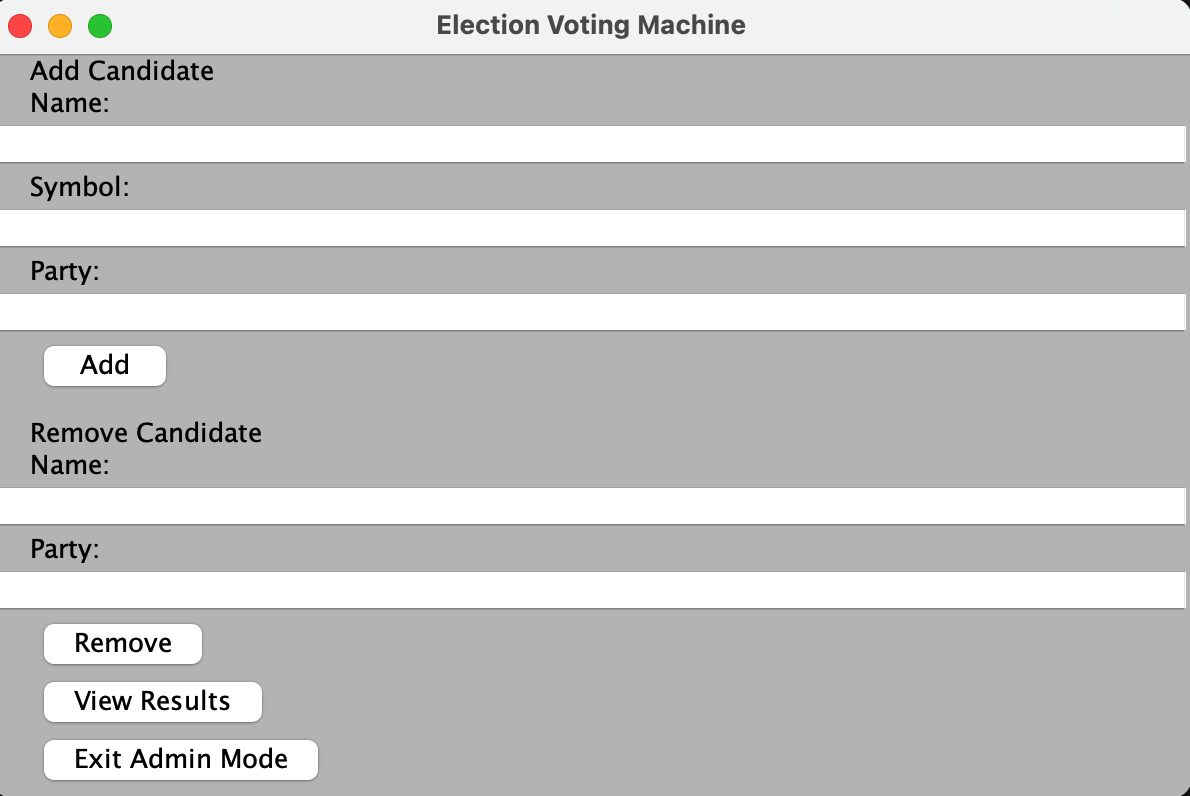 Election Voting Machine
Add Candidate
Name:
Symbol:
Party:
Add
Remove Candidate
Name:
Party:
Remove
View Results
Exit Admin Mode